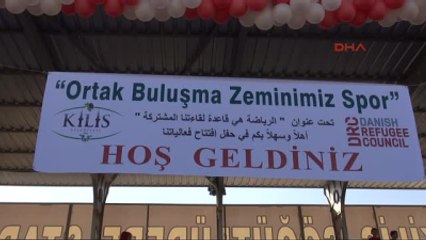 DHA
“Ortak Buluşma Zeminimiz Spor”
KİLİS
تحت عنوان " الرياضة هي قاعدة لقاءاتنا المشتركة "
أهلاً وسهلاً بكم في حفل افتتاح فعالياتنا
DRC DANISH
REFUGEE
COUNCIL
HOŞ GELDİNİZ